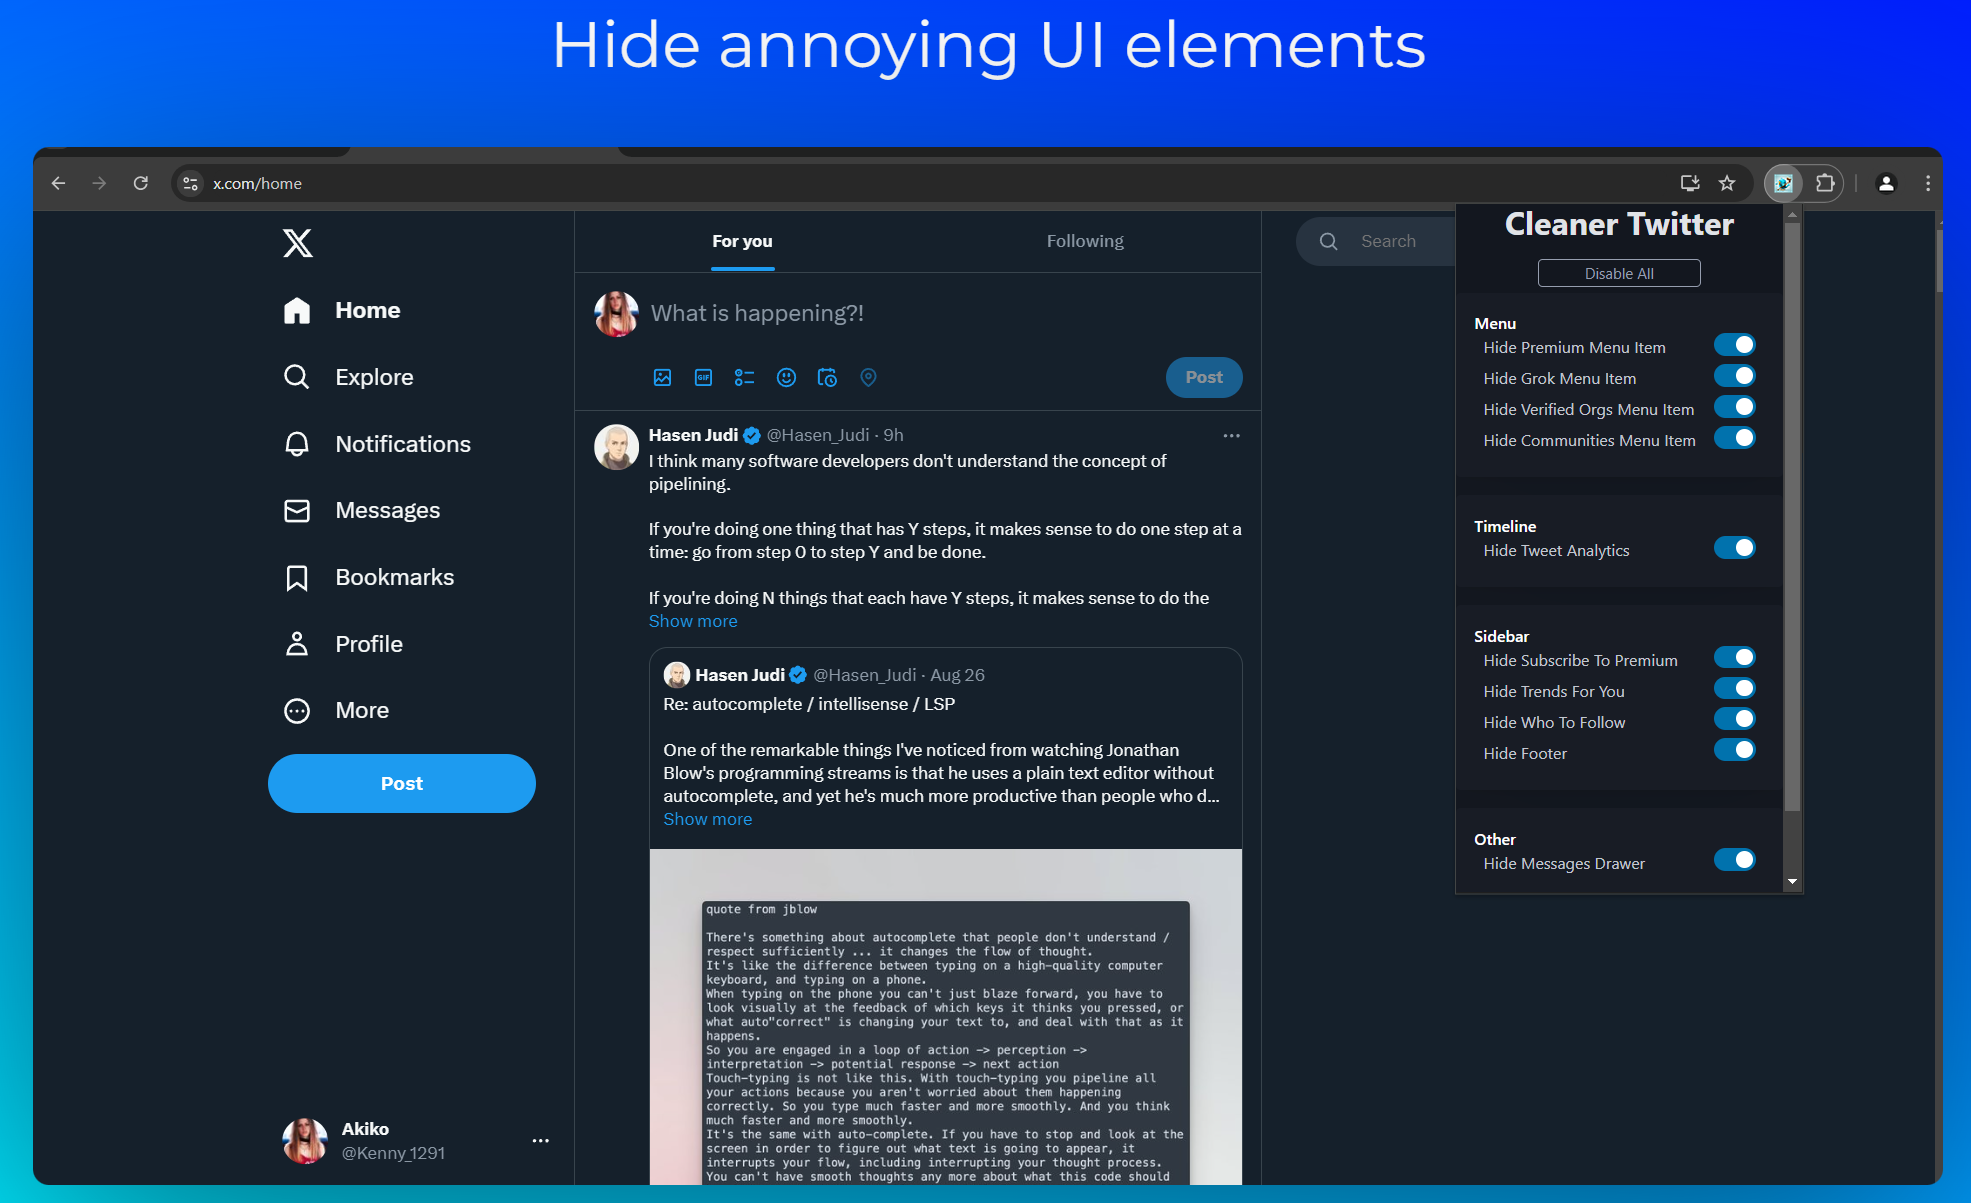 Hide annoying UI elements
x.com/home
Home
Explore
Notifications
Messages
Bookmarks
Profile
More
Post
Akiko
@Kenny_1291
For you
Following
What is happening?!
GIF
Post
Hasen Judi @Hasen_Judi · 9h
I think many software developers don't understand the concept of
pipelining.
If you're doing one thing that has Y steps, it makes sense to do one step at a
time: go from step 0 to step Y and be done.
If you're doing N things that each have Y steps, it makes sense to do the
Show more
Hasen Judi @Hasen_Judi · Aug 26
Re: autocomplete / intellisense / LSP
One of the remarkable things I've noticed from watching Jonathan
Blow's programming streams is that he uses a plain text editor without
autocomplete, and yet he's much more productive than people who d...
Show more
quote from jblow
There's something about autocomplete that people don't understand /
respect sufficiently ... it changes the flow of thought.
It's like the difference between typing on a high-quality computer
keyboard, and typing on a phone.
When typing on the phone you can't just blaze forward, you have to
look visually at the feedback of which keys it thinks you pressed, or
what auto"correct" is changing your text to, and deal with that as it
happens.
So you are engaged in a loop of action -> perception ->
interpretation -> potential response -> next action
Touch-typing is not like this. With touch-typing you pipeline all
your actions because you aren't worried about them happening
correctly. So you type much faster and more smoothly. And you think
much faster and more smoothly.
It's the same with auto-complete. If you have to stop and look at the
screen in order to figure out what text is going to appear, it
interrupts your flow, including interrupting your thought process.
You can't have smooth thoughts any more about what this code should
Search
Cleaner Twitter
Disable All
Menu
Hide Premium Menu Item
Hide Grok Menu Item
Hide Verified Orgs Menu Item
Hide Communities Menu Item
Timeline
Hide Tweet Analytics
Sidebar
Hide Subscribe To Premium
Hide Trends For You
Hide Who To Follow
Hide Footer
Other
Hide Messages Drawer